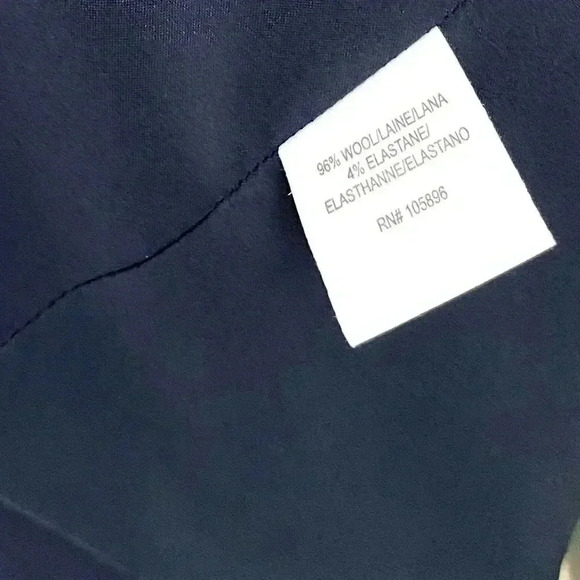 96% WOOL/LAINE/LANA
4% ELASTANE/
ELASTHANNE/ELASTANO
RN# 105896